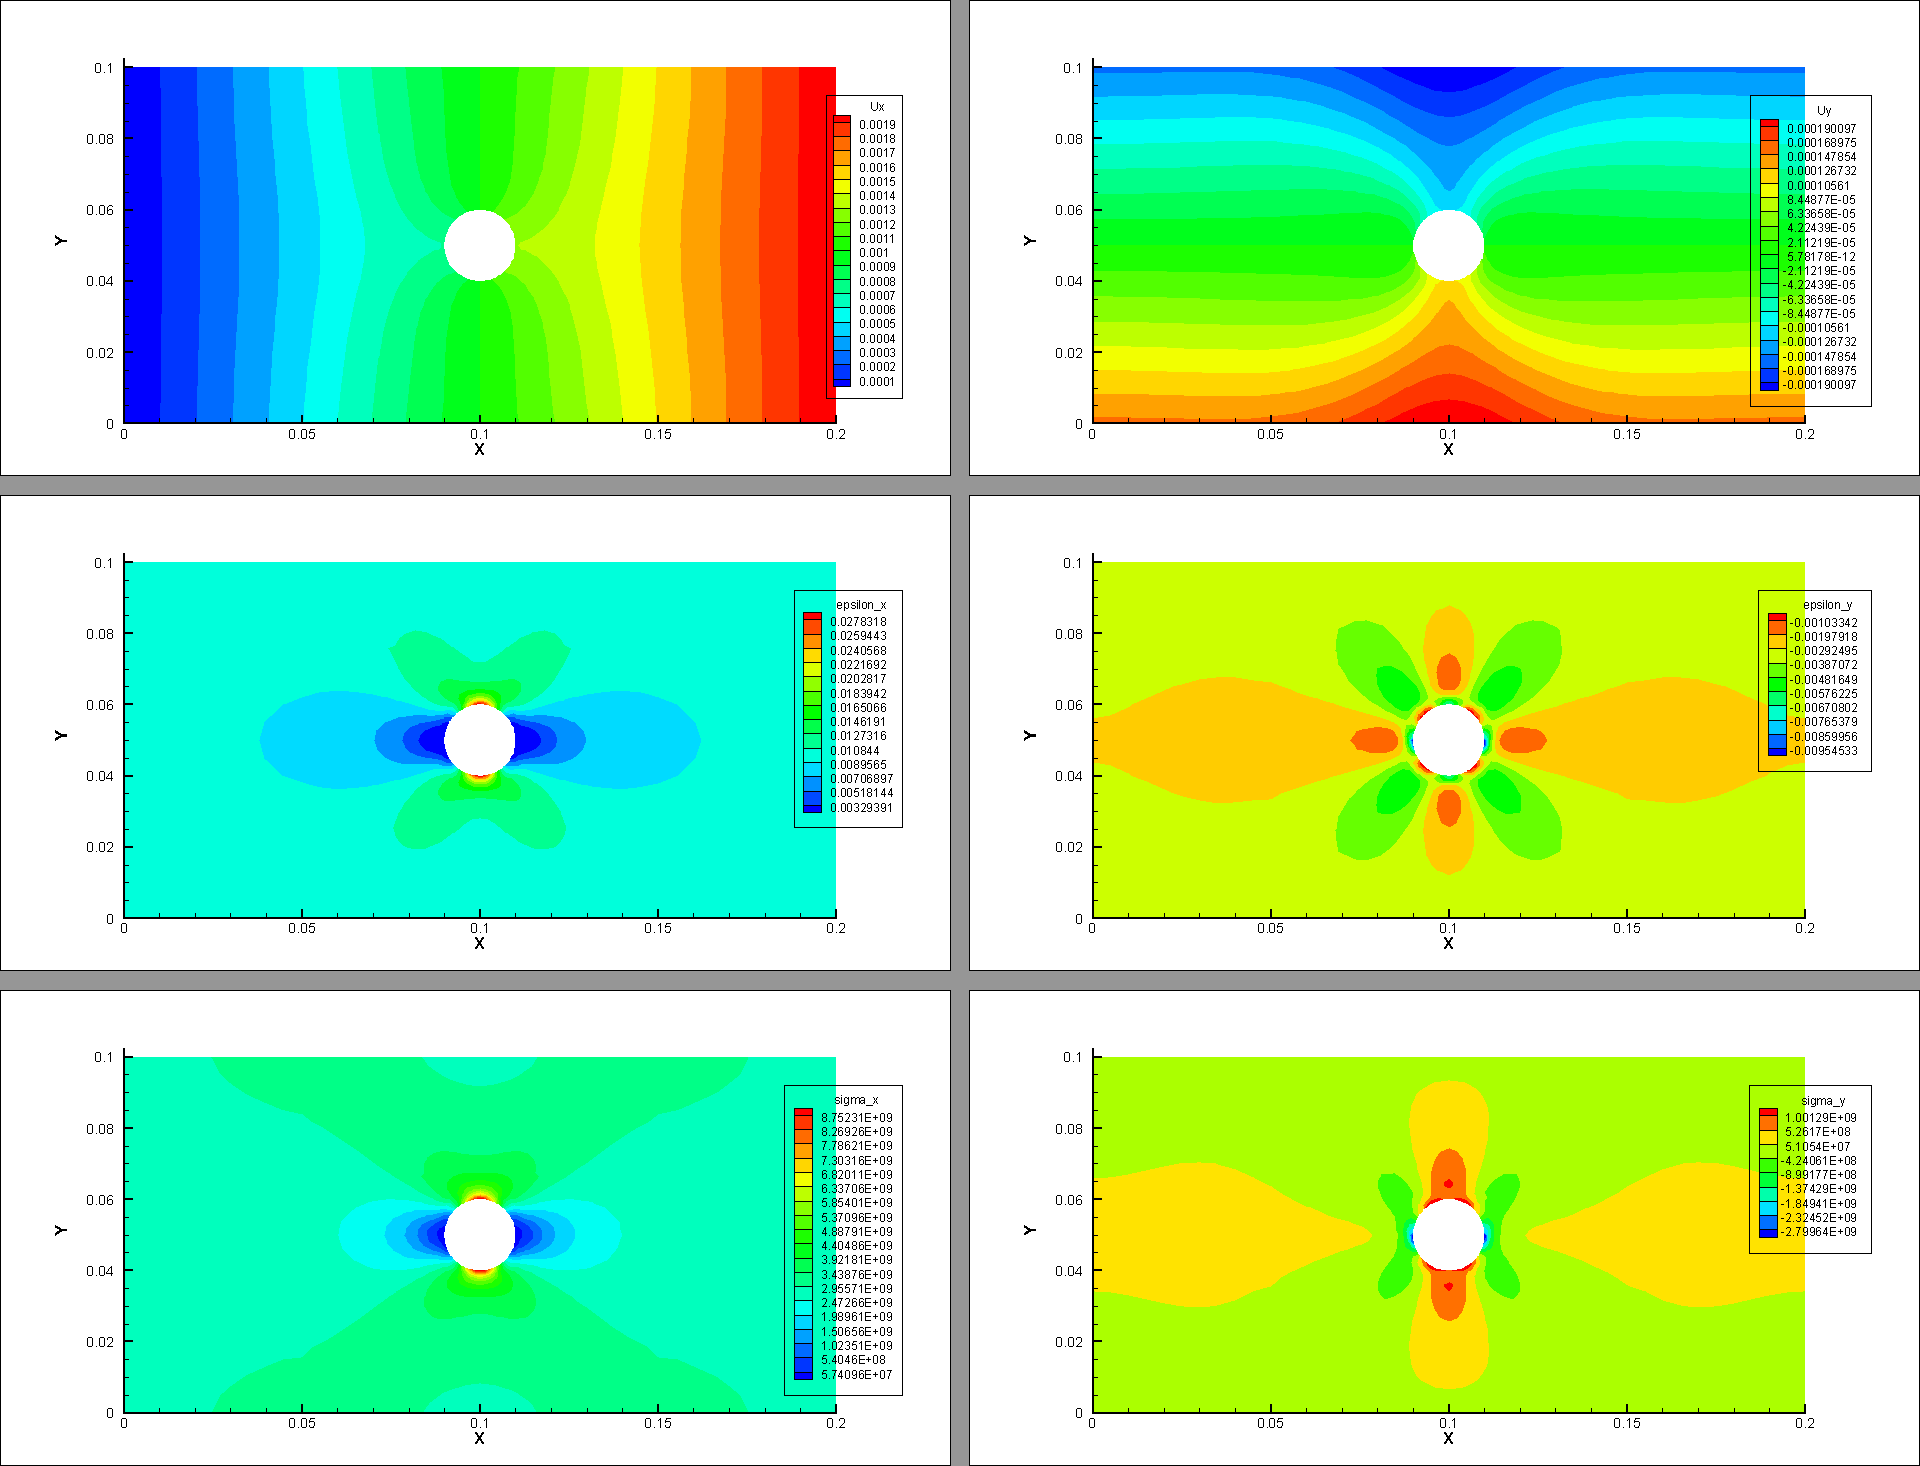 0.1
0.08
0.06
0.04
0.02
0
Y
0
0.05
0.1
0.15
0.2
X
Ux
0.0019
0.0018
0.0017
0.0016
0.0015
0.0014
0.0013
0.0012
0.0011
0.001
0.0009
0.0008
0.0007
0.0006
0.0005
0.0004
0.0003
0.0002
0.0001
0.1
0.08
0.06
0.04
0.02
0
Y
0
0.05
0.1
0.15
0.2
X
Uy
0.000190097
0.000168975
0.000147854
0.000126732
0.00010561
8.44877E-05
6.33658E-05
4.22439E-05
2.11219E-05
5.78178E-12
-2.11219E-05
-4.22439E-05
-6.33658E-05
-8.44877E-05
-0.00010561
-0.000126732
-0.000147854
-0.000168975
-0.000190097
0.1
0.08
0.06
0.04
0.02
0
Y
0
0.05
0.1
0.15
0.2
X
epsilon_x
0.0278318
0.0259443
0.0240568
0.0221692
0.0202817
0.0183942
0.0165066
0.0146191
0.0127316
0.010844
0.0089565
0.00706897
0.00518144
0.00329391
0.1
0.08
0.06
0.04
0.02
0
Y
0
0.05
0.1
0.15
0.2
X
epsilon_y
-0.00103342
-0.00197918
-0.00292495
-0.00387072
-0.00481649
-0.00576225
-0.00670802
-0.00765379
-0.00859956
-0.00954533
0.1
0.08
0.06
0.04
0.02
0
Y
0
0.05
0.1
0.15
0.2
X
sigma_x
8.75231E+09
8.26926E+09
7.78621E+09
7.30316E+09
6.82011E+09
6.33706E+09
5.85401E+09
5.37096E+09
4.88791E+09
4.40486E+09
3.92181E+09
3.43876E+09
2.95571E+09
2.47266E+09
1.98961E+09
1.50656E+09
1.02351E+09
5.4046E+08
5.74096E+07
0.1
0.08
0.06
0.04
0.02
0
Y
0
0.05
0.1
0.15
0.2
X
sigma_y
1.00129E+09
5.2617E+08
5.1054E+07
-4.24061E+08
-8.99177E+08
-1.37429E+09
-1.84941E+09
-2.32452E+09
-2.79964E+09